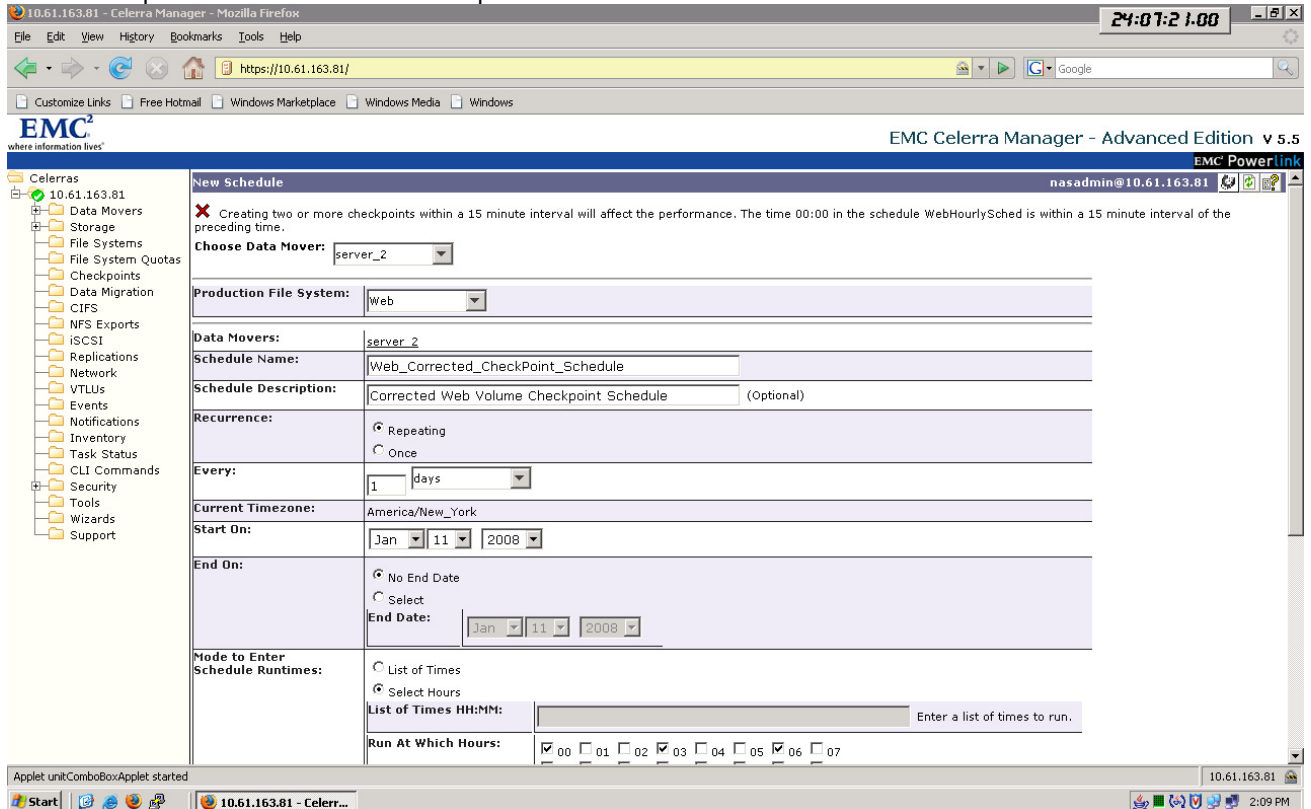 10.61.163.81 - Celerra Manager - Mozilla Firefox
24:07:21.00
File Edit View History Bookmarks Tools Help
https://10.61.163.81/
Google
Customize Links Free Hotmail Windows Marketplace Windows Media Windows
EMC²
where information lives®
EMC Celerra Manager - Advanced Edition v 5.5
EMC² Powerlink
Celerras
10.61.163.81
Data Movers
Storage
File Systems
File System Quotas
Checkpoints
Data Migration
CIFS
NFS Exports
iSCSI
Replications
Network
VTLUs
Events
Notifications
Inventory
Task Status
CLI Commands
Security
Tools
Wizards
Support
New Schedule
nasadmin@10.61.163.81
Creating two or more checkpoints within a 15 minute interval will affect the performance. The time 00:00 in the schedule WebHourlySched is within a 15 minute interval of the
preceding time.
Choose Data Mover: server_2
Production File System: Web
Data Movers: server_2
Schedule Name: Web_Corrected_CheckPoint_Schedule
Schedule Description: Corrected Web Volume Checkpoint Schedule (Optional)
Recurrence:
Repeating
Once
Every: 1 days
Current Timezone: America/New_York
Start On: Jan 11 2008
End On:
No End Date
Select
End Date: Jan 11 2008
Mode to Enter
Schedule Runtimes:
List of Times
Select Hours
List of Times HH:MM: Enter a list of times to run.
Run At Which Hours: 00 01 02 03 04 05 06 07
Applet unitComboBoxApplet started
10.61.163.81
Start
10.61.163.81 - Celerr...
2:09 PM